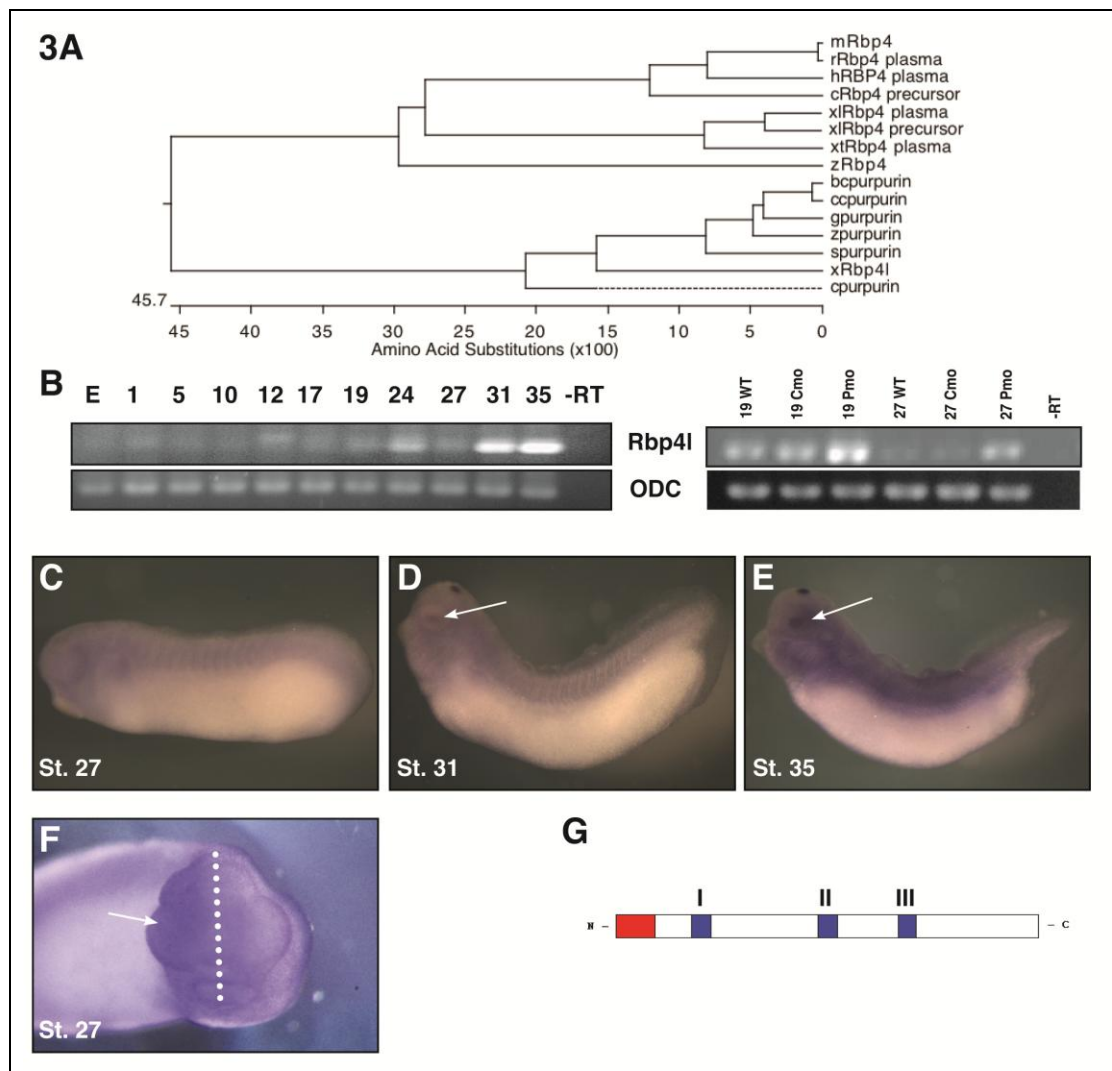 3A
mRbp4
rRbp4 plasma
hRBP4 plasma
cRbp4 precursor
xlRbp4 plasma
xlRbp4 precursor
xtRbp4 plasma
zRbp4
bcpurpurin
ccpurpurin
gpurpurin
zpurpurin
spurpurin
xRbp4l
cpurpurin
45.7
45 40 35 30 25 20 15 10 5 0
Amino Acid Substitutions (x100)
B
E 1 5 10 12 17 19 24 27 31 35 -RT
19 WT 19 Cmo 19 Pmo 27 WT 27 Cmo 27 Pmo -RT
Rbp4l
ODC
C
St. 27
D
St. 31
E
St. 35
F
St. 27
G
I II III
N – – C